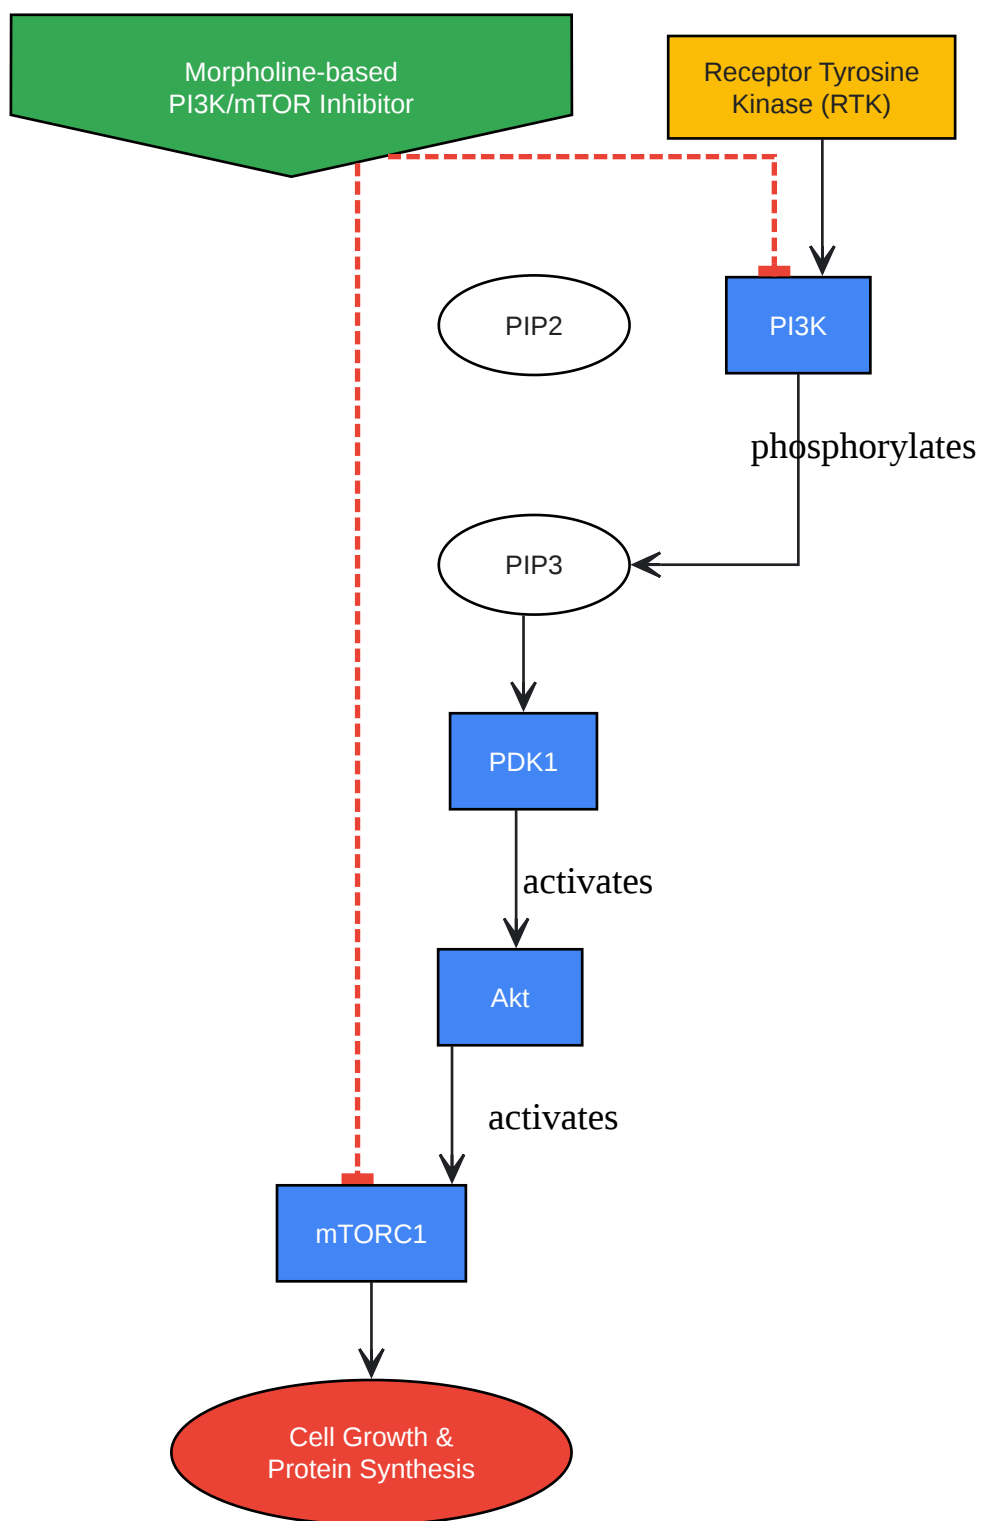 Morpholine-based
PI3K/mTOR Inhibitor
Receptor Tyrosine
Kinase (RTK)
PIP2
PI3K
phosphorylates
PIP3
PDK1
activates
Akt
activates
mTORC1
Cell Growth &
Protein Synthesis